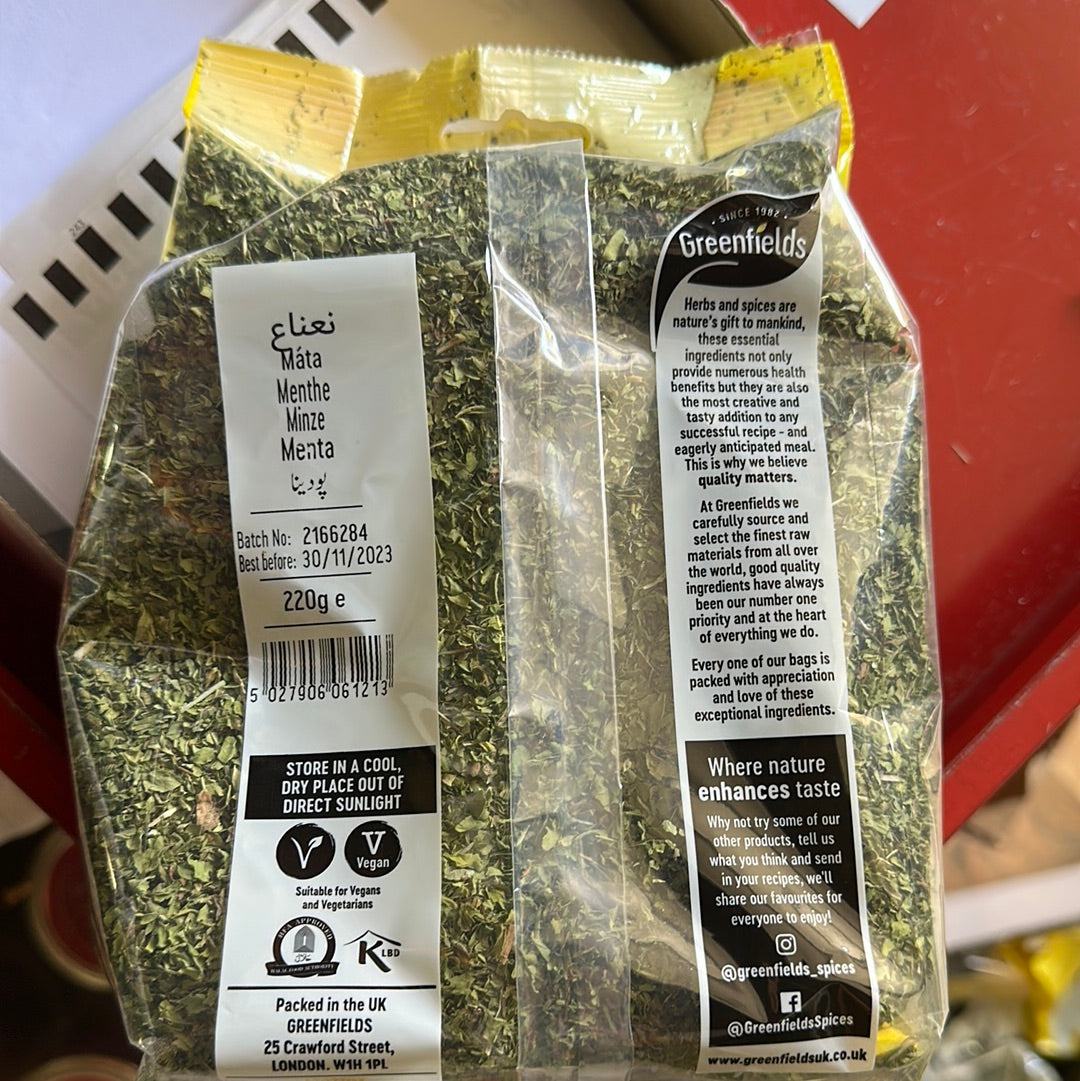 نعناع
Máta
Menthe
Minze
Menta
پودينا
Batch No: 2166284
Best before: 30/11/2023
220g e
5 027906 061213
STORE IN A COOL,
DRY PLACE OUT OF
DIRECT SUNLIGHT
V
V
Vegan
Suitable for Vegans
and Vegetarians
HFA APPROVED
HALAL FOOD AUTHORITY
K LBD
Packed in the UK
GREENFIELDS
25 Crawford Street,
LONDON. W1H 1PL
• SINCE 1982 •
Greenfields
Herbs and spices are
nature's gift to mankind,
these essential
ingredients not only
provide numerous health
benefits but they are also
the most creative and
tasty addition to any
successful recipe - and
eagerly anticipated meal.
This is why we believe
quality matters.
At Greenfields we
carefully source and
select the finest raw
materials from all over
the world, good quality
ingredients have always
been our number one
priority and at the heart
of everything we do.
Every one of our bags is
packed with appreciation
and love of these
exceptional ingredients.
Where nature
enhances taste
Why not try some of our
other products, tell us
what you think and send
in your recipes, we'll
share our favourites for
everyone to enjoy!
@greenfields_spices
f
@GreenfieldsSpices
www.greenfieldsuk.co.uk
243